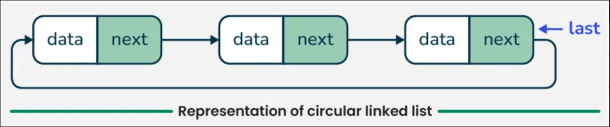 data next data next data next last
Representation of circular linked list